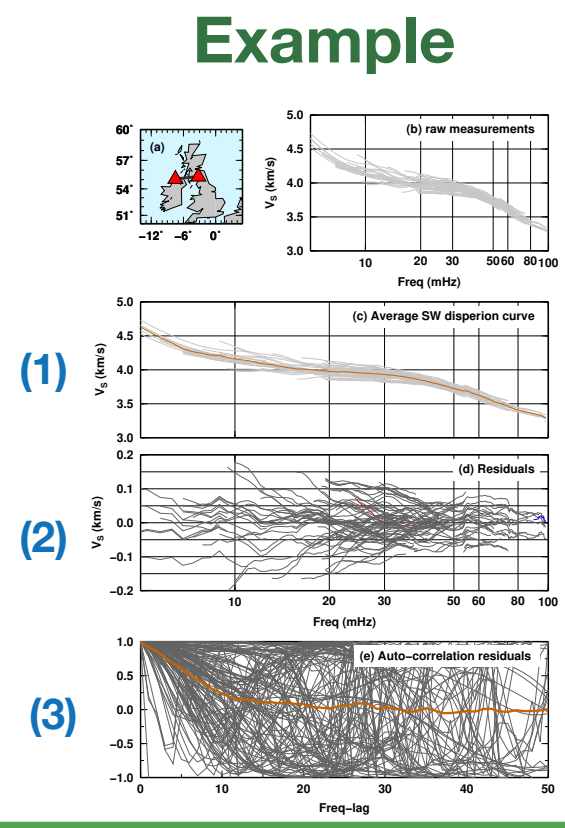 Example
(a)
60°
57°
54°
51°
−12° −6° 0°
(b) raw measurements
5.0
4.5
4.0
3.5
3.0
V_S (km/s)
10 20 30 50 60 80 100
Freq (mHz)
(1)
(c) Average SW disperion curve
5.0
4.5
4.0
3.5
3.0
V_S (km/s)
(2)
(d) Residuals
0.2
0.1
0.0
−0.1
−0.2
V_S (km/s)
10 20 30 50 60 80 100
Freq (mHz)
(3)
(e) Auto−correlation residuals
1.0
0.5
0.0
−0.5
−1.0
0 10 20 30 40 50
Freq−lag